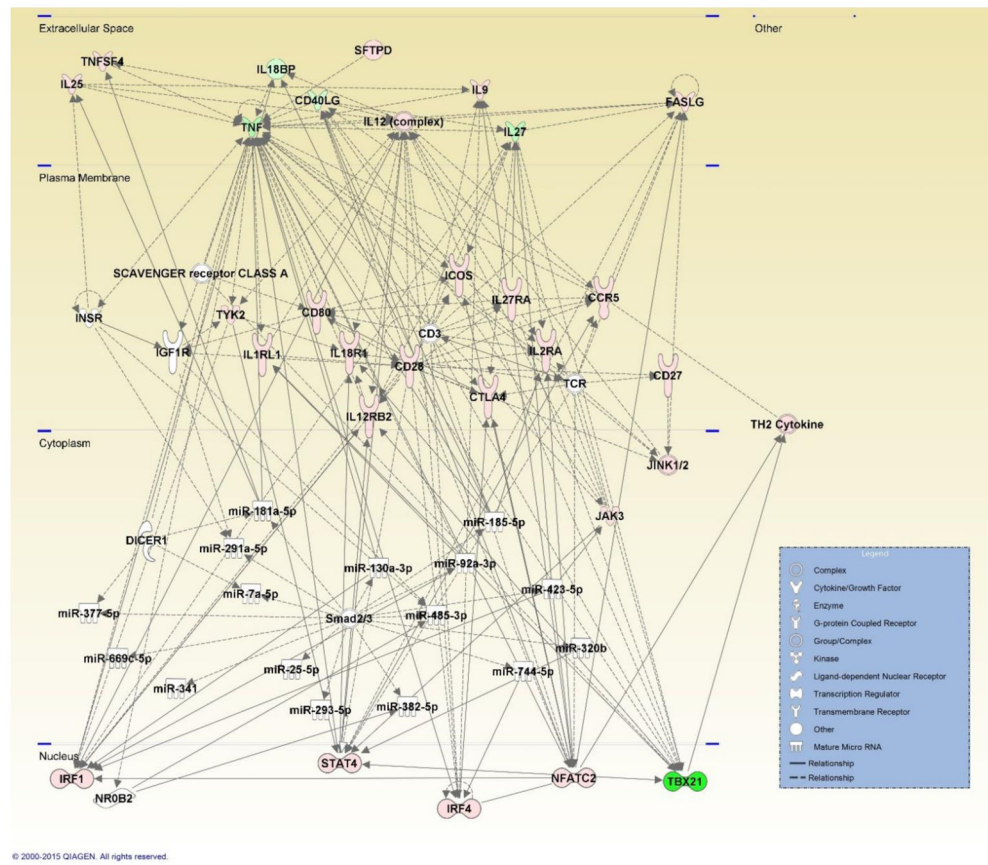 Extracellular Space
Other
SFTPD
TNFSF4
IL18BP
IL25
IL9
CD40LG
FASLG
IL12 (complex)
TNF
IL27
Plasma Membrane
SCAVENGER receptor CLASS A
ICOS
IL27RA
CCR5
INSR
TYK2
CD80
CD3
IGF1R
IL1RL1
IL18R1
CD28
IL2RA
TCR
CD27
CTLA4
IL12RB2
TH2 Cytokine
Cytoplasm
JINK1/2
miR-181a-5p
miR-185-5p
JAK3
DICER1
miR-291a-5p
miR-130a-3p
miR-92a-3p
miR-7a-5p
miR-423-5p
miR-377-5p
Smad2/3
miR-485-3p
miR-320b
miR-669c-5p
miR-25-5p
miR-744-5p
miR-341
miR-293-5p
miR-382-5p
Nucleus
IRF1
STAT4
NFATC2
TBX21
NR0B2
IRF4
Legend
Complex
Cytokine/Growth Factor
Enzyme
G-protein Coupled Receptor
Group/Complex
Kinase
Ligand-dependent Nuclear Receptor
Transcription Regulator
Transmembrane Receptor
Other
Mature Micro RNA
Relationship
Relationship
© 2000-2015 QIAGEN. All rights reserved.